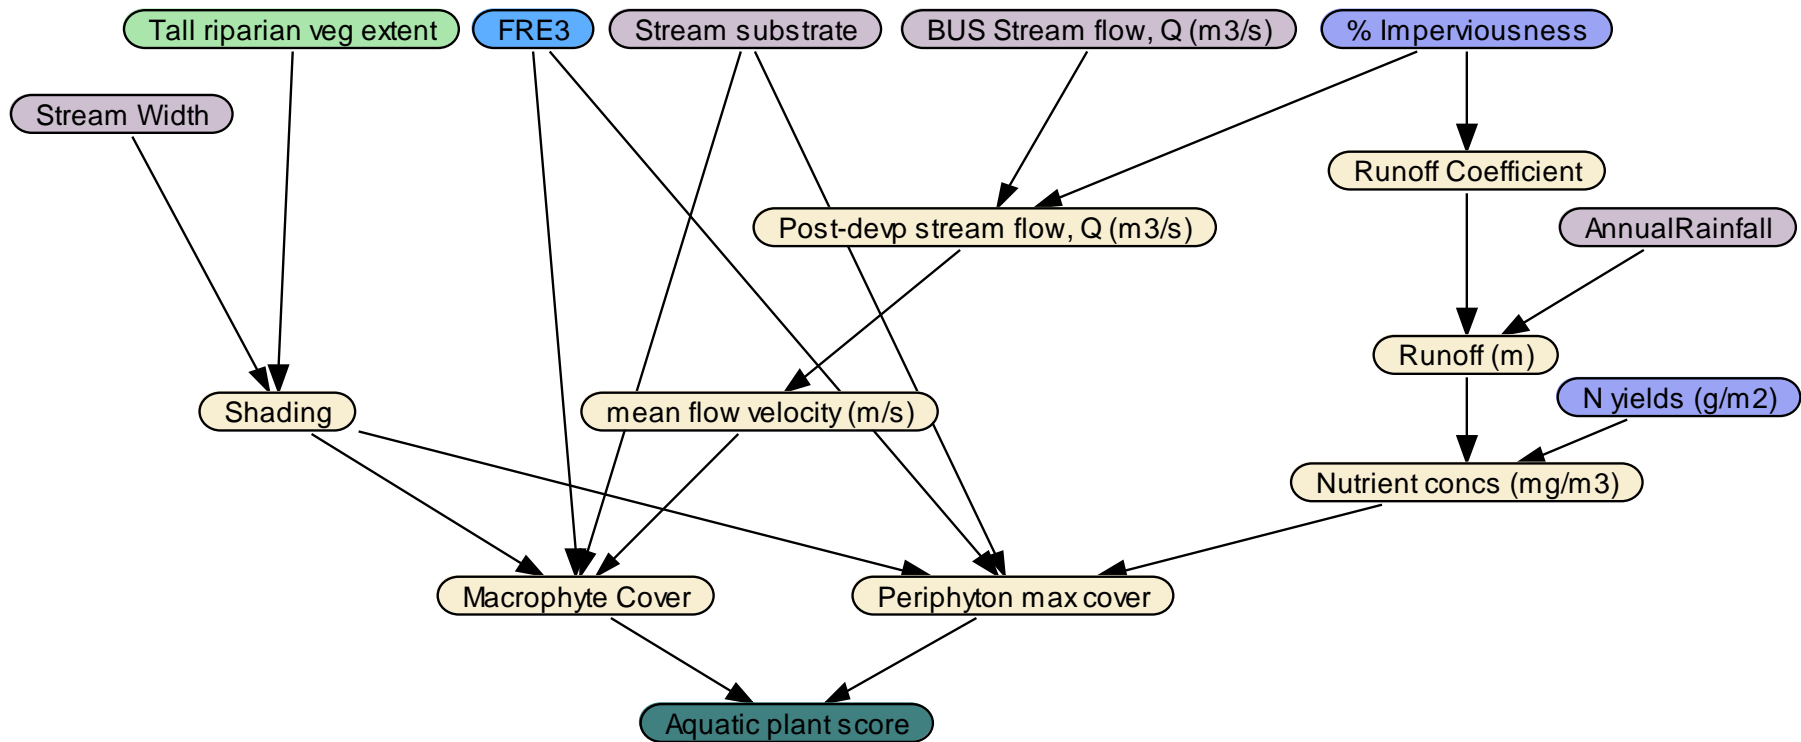 Tall riparian veg extent
FRE3
Stream substrate
BUS Stream flow, Q (m3/s)
% Imperviousness
Stream Width
Runoff Coefficient
Post-devp stream flow, Q (m3/s)
AnnualRainfall
Runoff (m)
Shading
mean flow velocity (m/s)
N yields (g/m2)
Nutrient concs (mg/m3)
Macrophyte Cover
Periphyton max cover
Aquatic plant score